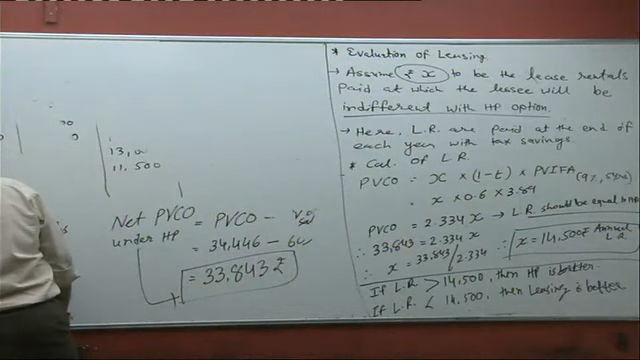 13,0
11,500
Net PVCO = PVCO -
under HP
= 34,446 -
= 33,843 ₹
* Evaluation of Leasing.
→ Assume ₹ x to be the lease rentals
paid at which the lessee will be
indifferent with HP option.
→ Here, L.R. are paid at the end of
each year with tax savings.
* Cal. of L.R.
PVCO = x × (1-t) × PVIFA (9%,
= x × 0.6 × 3.89
PVCO = 2.334 x → L.R. should be equal to
∴ 33,843 = 2.334 x
∴ x = 33,843/2.334 ∴ x = 14,500₹ Annual L.R.
If L.R. > 14,500, then HP is better.
If L.R. < 14,500, then Leasing is better